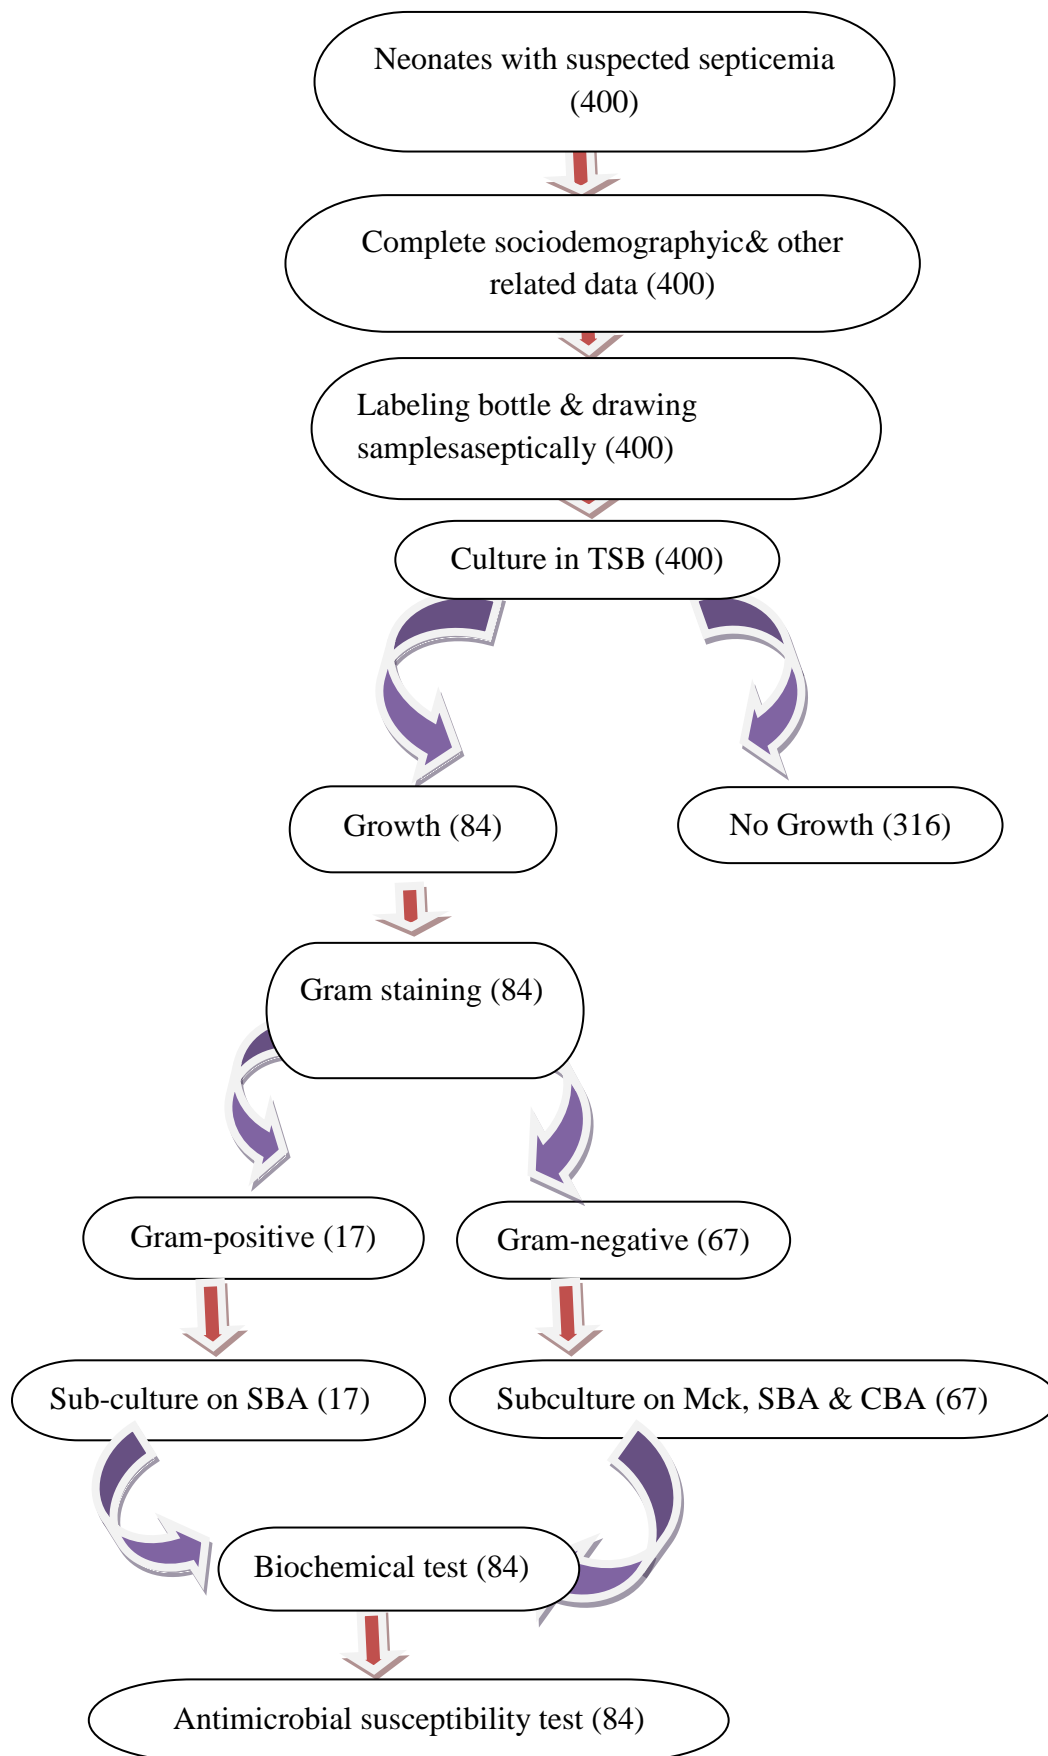 Neonates with suspected septicemia
(400)
Complete sociodemographyic& other
related data (400)
Labeling bottle & drawing
samplesaseptically (400)
Culture in TSB (400)
Growth (84)
No Growth (316)
Gram staining (84)
Gram-positive (17)
Gram-negative (67)
Sub-culture on SBA (17)
Subculture on Mck, SBA & CBA (67)
Biochemical test (84)
Antimicrobial susceptibility test (84)